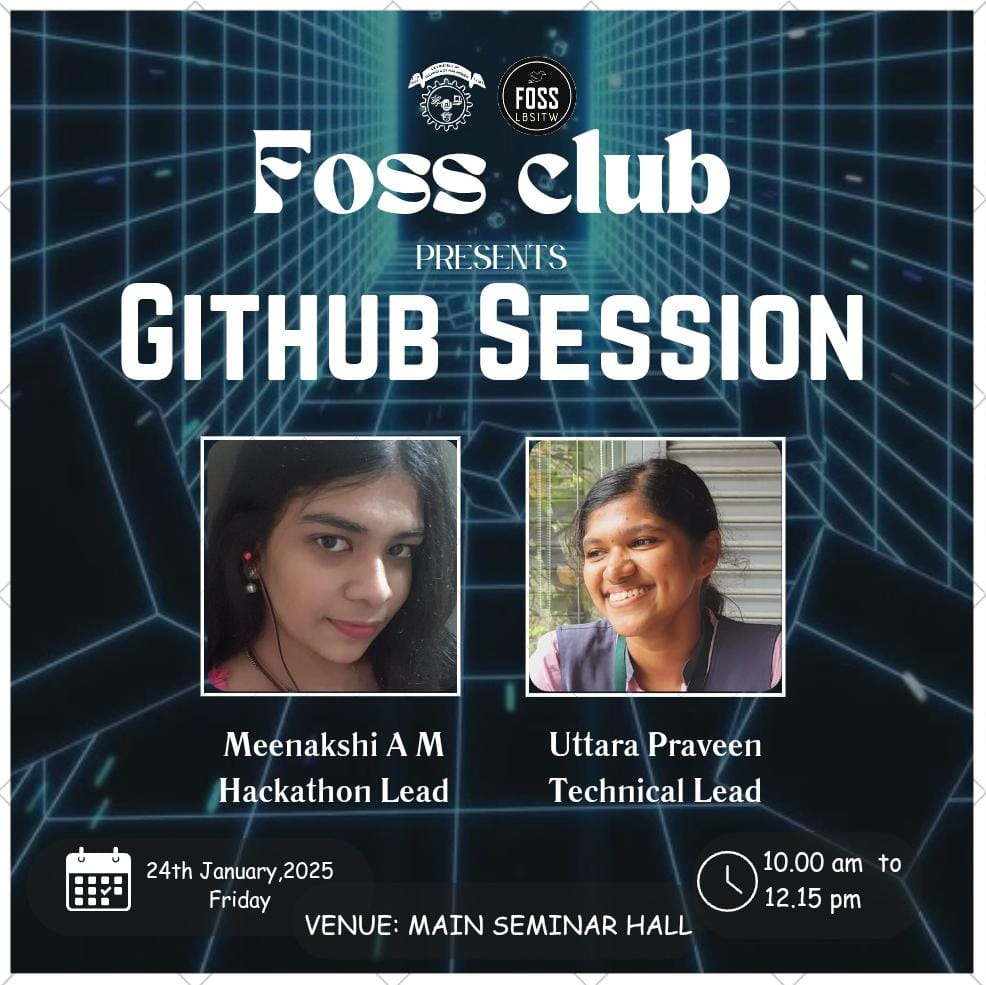 FOSS
LBSITW
Foss club
PRESENTS
GITHUB SESSION
Meenakshi A M
Hackathon Lead
Uttara Praveen
Technical Lead
24th January,2025
Friday
10.00 am to
12.15 pm
VENUE: MAIN SEMINAR HALL